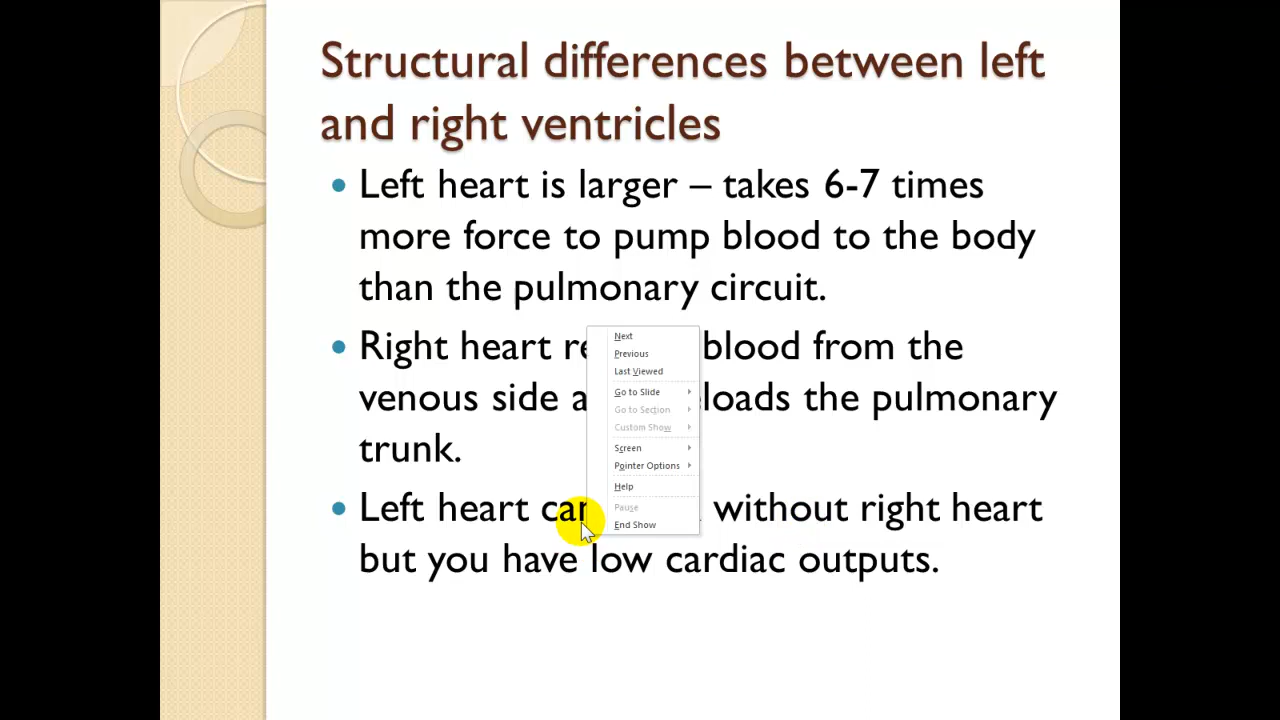 Structural differences between left
and right ventricles
• Left heart is larger – takes 6-7 times
more force to pump blood to the body
than the pulmonary circuit.
• Right heart blood from the
venous side the pulmonary
trunk.
• Left heart without right heart
but you have low cardiac outputs.
Next
Previous
Last Viewed
Go to Slide
Go to Section
Custom Show
Screen
Pointer Options
Help
Pause
End Show